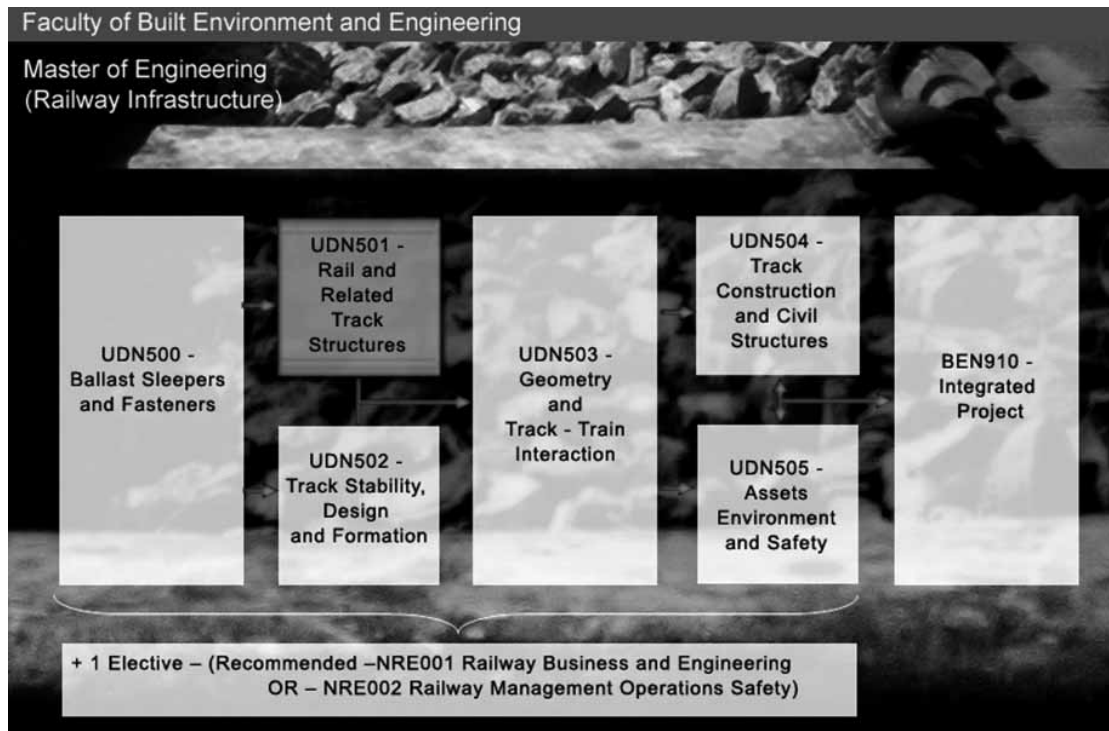 Faculty of Built Environment and Engineering
Master of Engineering
(Railway Infrastructure)
UDN500 -
Ballast Sleepers
and Fasteners
UDN501 -
Rail and
Related
Track
Structures
UDN502 -
Track Stability,
Design
and Formation
UDN503 -
Geometry
and
Track - Train
Interaction
UDN504 -
Track
Construction
and Civil
Structures
UDN505 -
Assets
Environment
and Safety
BEN910 -
Integrated
Project
+ 1 Elective – (Recommended –NRE001 Railway Business and Engineering
OR – NRE002 Railway Management Operations Safety)